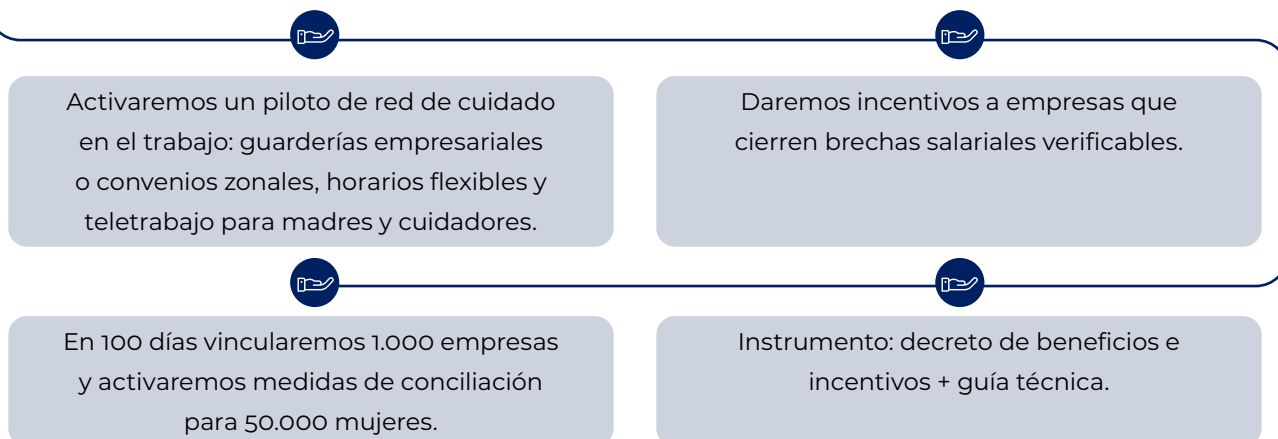 Activaremos un piloto de red de cuidado
en el trabajo: guarderías empresariales
o convenios zonales, horarios flexibles y
teletrabajo para madres y cuidadores.
Daremos incentivos a empresas que
cierren brechas salariales verificables.
En 100 días vincularemos 1.000 empresas
y activaremos medidas de conciliación
para 50.000 mujeres.
Instrumento: decreto de beneficios e
incentivos + guía técnica.